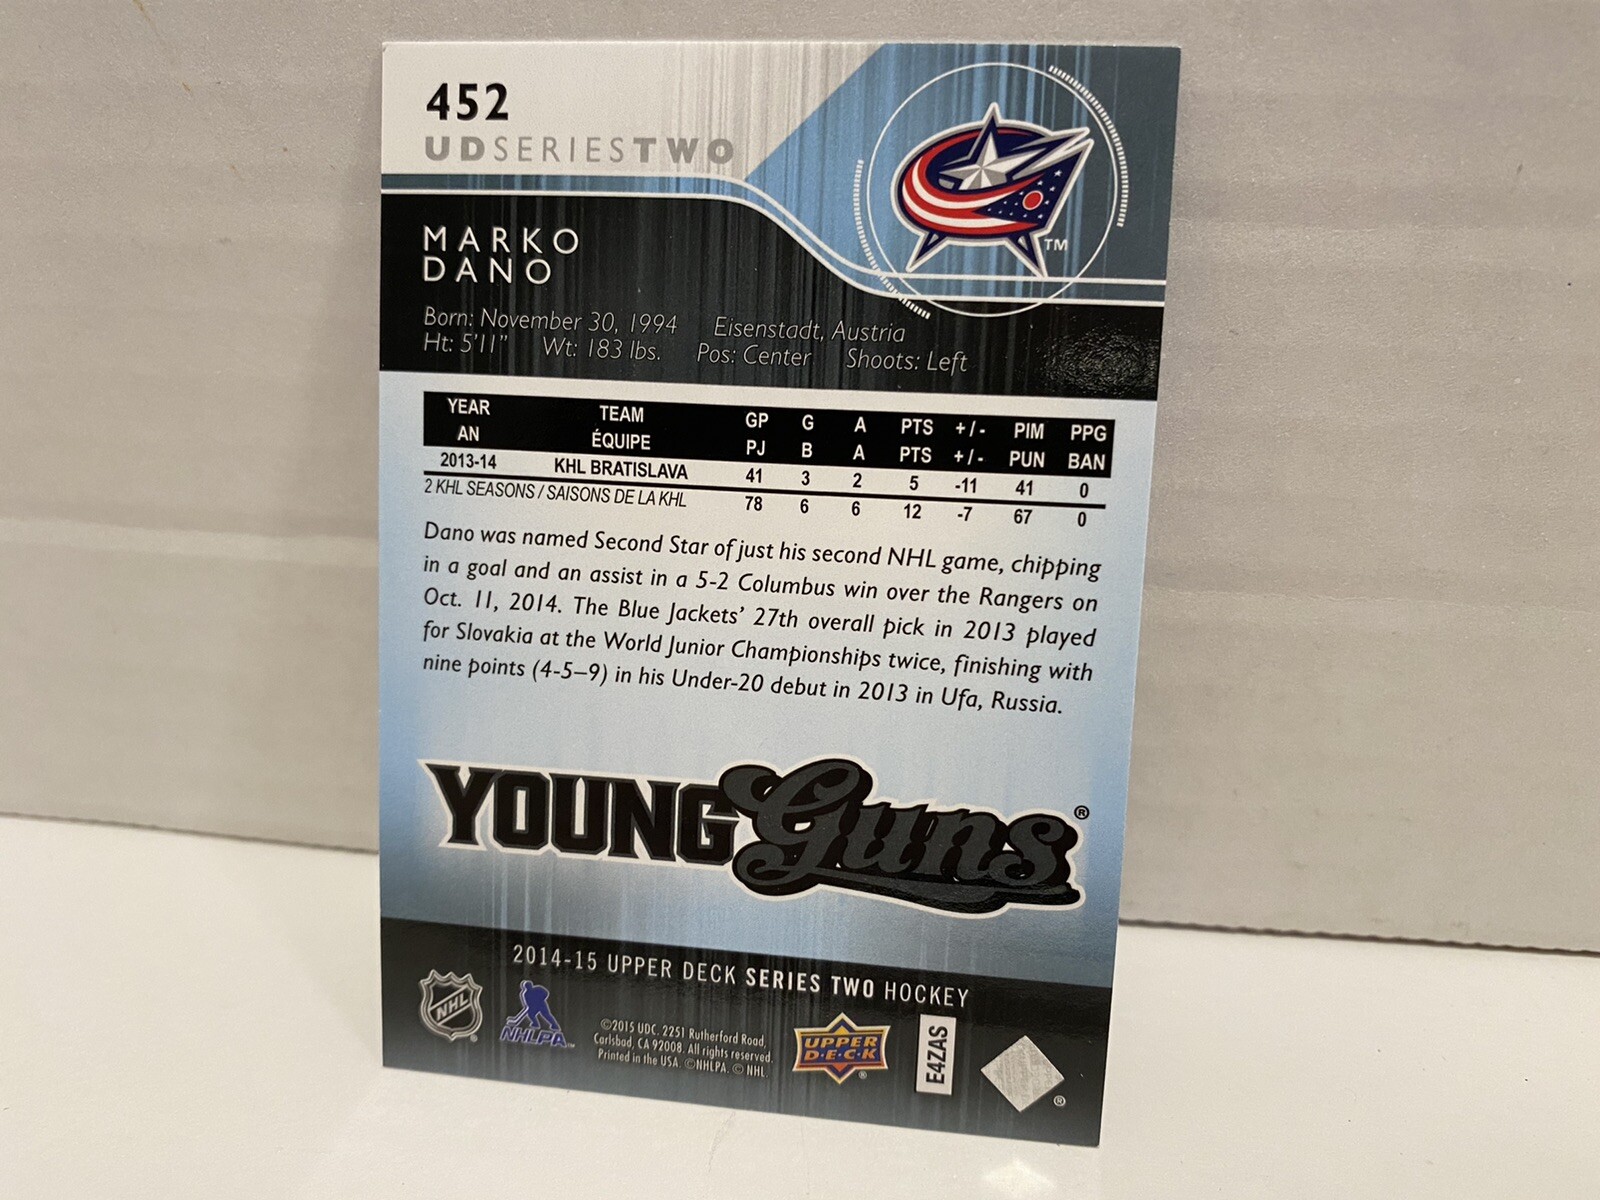 452
UDSERIESTWO
TM
MARKO
DANO
Born: November 30, 1994 Eisenstadt, Austria
Ht: 5'11" Wt: 183 lbs. Pos: Center Shoots: Left
YEAR TEAM GP G A PTS +/- PIM PPG
AN ÉQUIPE PJ B A PTS +/- PUN BAN
2013-14 KHL BRATISLAVA 41 3 2 5 -11 41 0
2 KHL SEASONS / SAISONS DE LA KHL 78 6 6 12 -7 67 0
Dano was named Second Star of just his second NHL game, chipping
in a goal and an assist in a 5-2 Columbus win over the Rangers on
Oct. 11, 2014. The Blue Jackets' 27th overall pick in 2013 played
for Slovakia at the World Junior Championships twice, finishing with
nine points (4-5–9) in his Under-20 debut in 2013 in Ufa, Russia.
YOUNG Guns®
2014-15 UPPER DECK SERIES TWO HOCKEY
NHL®
NHLPA™
©2015 UDC. 2251 Rutherford Road,
Carlsbad, CA 92008. All rights reserved.
Printed in the USA. ©NHLPA. © NHL.
UPPER
D·E·C·K®
E4ZAS
®